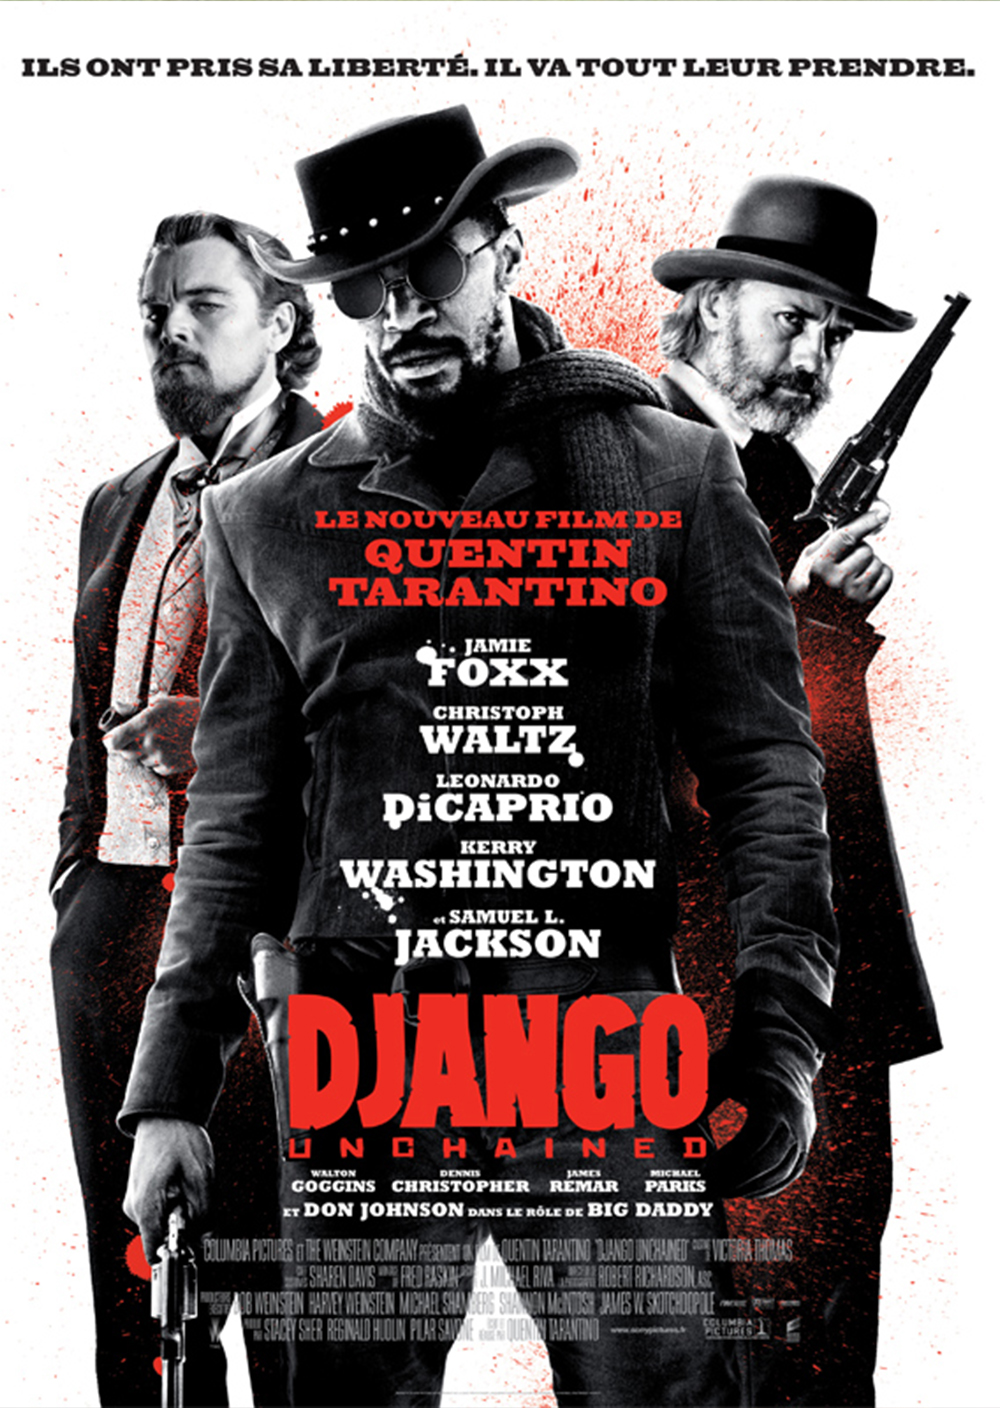 ILS ONT PRIS SA LIBERTÉ. IL VA TOUT LEUR PRENDRE.
LE NOUVEAU FILM DE
QUENTIN
TARANTINO
JAMIE
FOXX
CHRISTOPH
WALTZ
LEONARDO
DiCAPRIO
KERRY
WASHINGTON
et SAMUEL L.
JACKSON
DJANGO
UNCHAINED
WALTON GOGGINS DENNIS CHRISTOPHER JAMES REMAR MICHAEL PARKS
ET DON JOHNSON DANS LE RÔLE DE BIG DADDY
COLUMBIA PICTURES ET THE WEINSTEIN COMPANY PRÉSENTENT UN FILM DE QUENTIN TARANTINO "DJANGO UNCHAINED" VICTORIA THOMAS
SHAREN DAVIS FRED RASKIN J. MICHAEL RIVA ROBERT RICHARDSON, ASC
BOB WEINSTEIN HARVEY WEINSTEIN MICHAEL SHAMBERG SHANNON McINTOSH JAMES W. SKOTCHDOPOLE
STACEY SHER REGINALD HUDLIN PILAR SAVONE QUENTIN TARANTINO www.sonypictures.fr COLUMBIA PICTURES